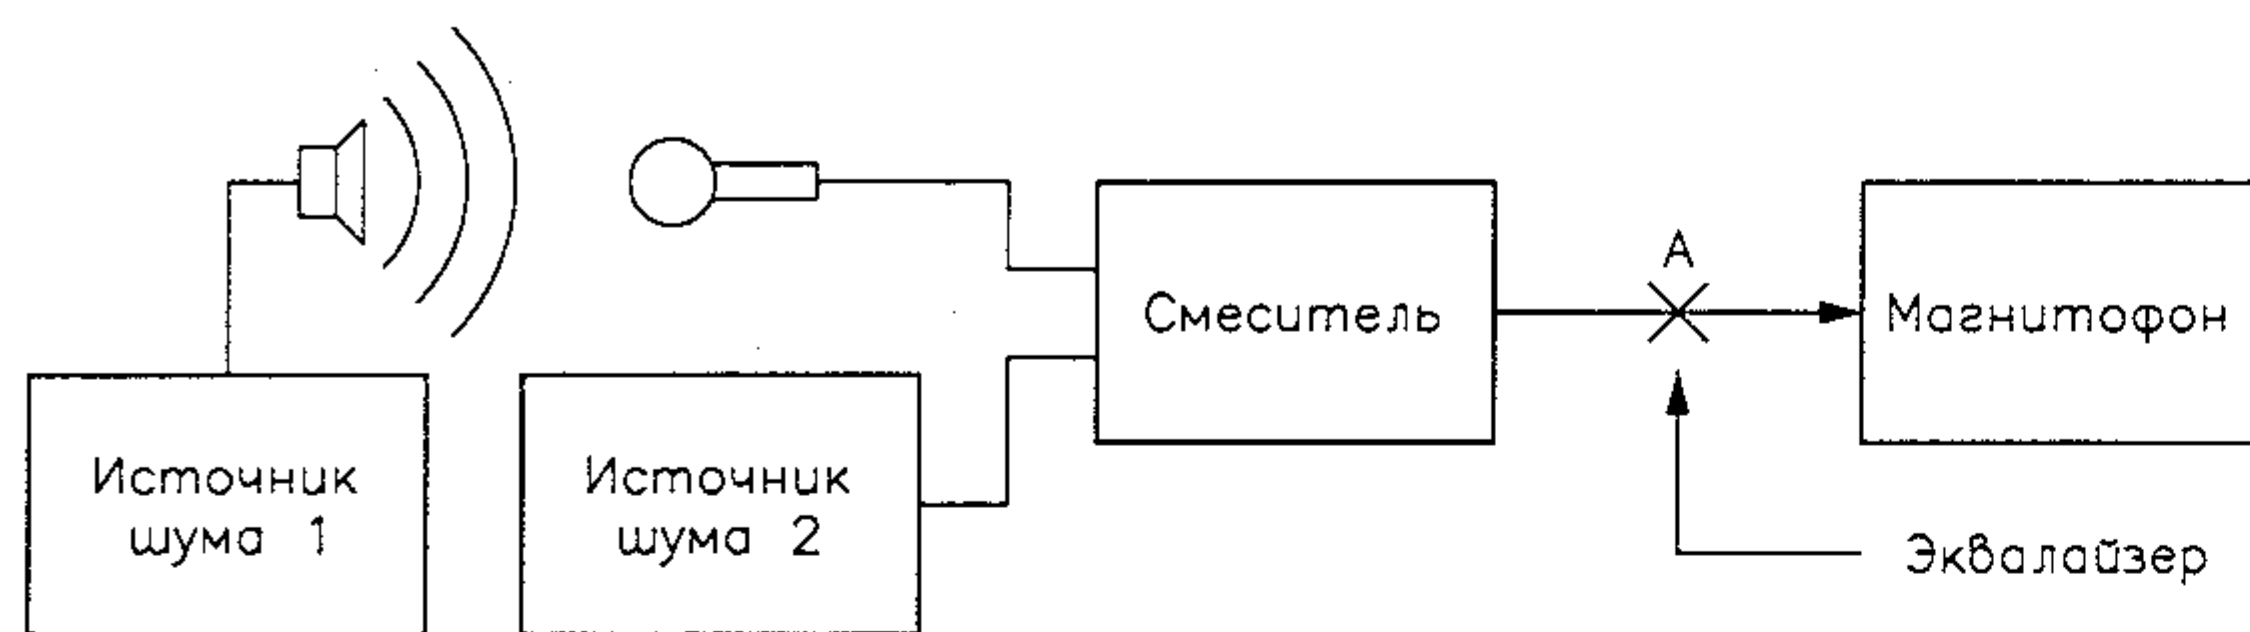 А
Смеситель
Магнитофон
Источник
шума 1
Источник
шума 2
Эквалайзер